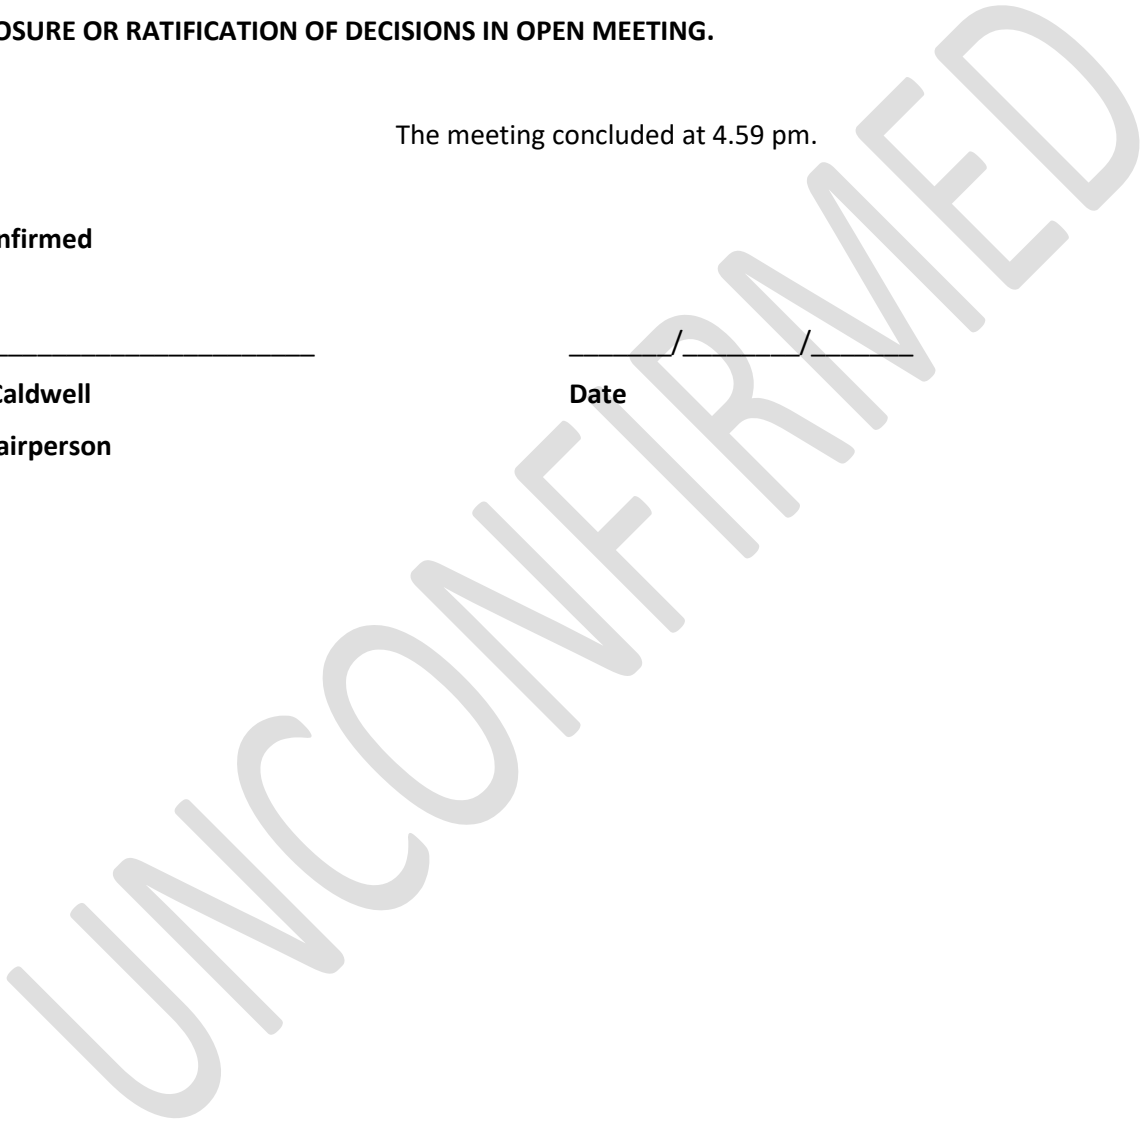 OSURE OR RATIFICATION OF DECISIONS IN OPEN MEETING.
The meeting concluded at 4.59 pm.
nfirmed
_______________________ _______/________/_______
Caldwell Date
airperson
UNCONFIRMED